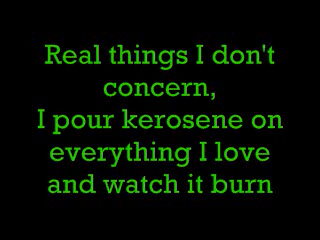 Real things I don't
concern,
I pour kerosene on
everything I love
and watch it burn